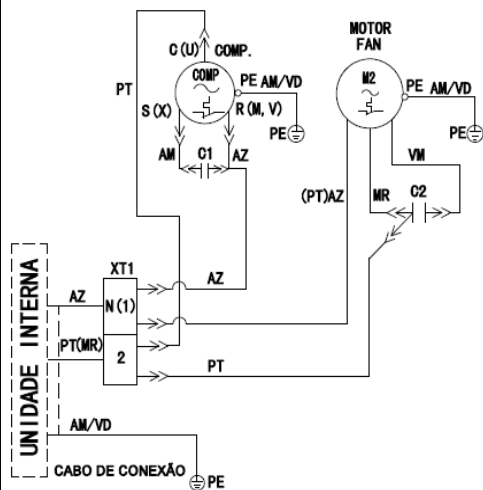 MOTOR
FAN
C(U) COMP.
COMP
M2
PT
PE AM/VD
PE AM/VD
S(X)
R(M,V)
PE
PE
AM
C1
AZ
VM
(PT)AZ
MR
C2
XT1
AZ
AZ
N(1)
PT(MR)
2
PT
UNIDADE INTERNA
AM/VD
CABO DE CONEXÃO
PE